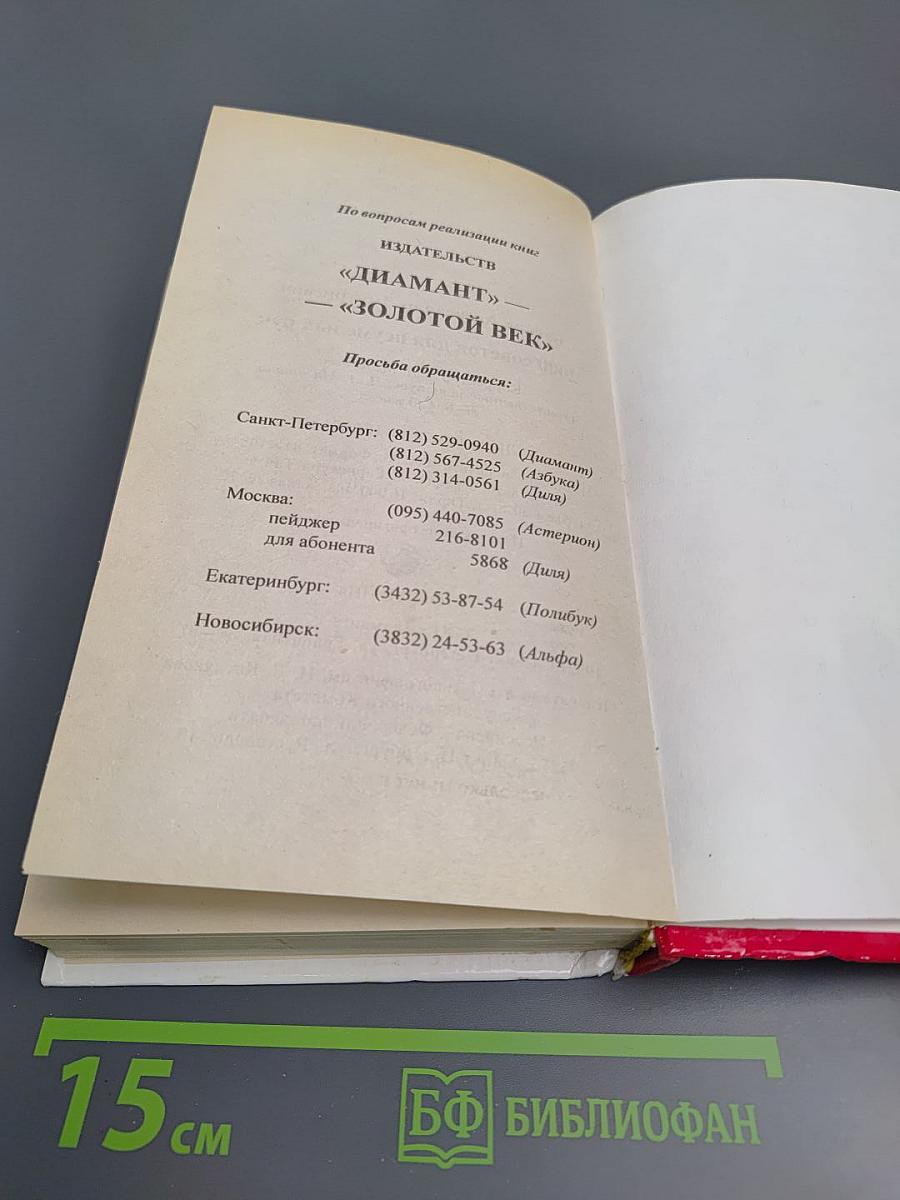 По вопросам реализации книг
ИЗДАТЕЛЬСТВ
«ДИАМАНТ» —
— «ЗОЛОТОЙ ВЕК»
Просьба обращаться:
Санкт-Петербург: (812) 529-0940 (Диамант)
(812) 567-4525 (Азбука)
(812) 314-0561 (Диля)
Москва: (095) 440-7085 (Астерион)
пейджер 216-8101
для абонента 5868 (Диля)
Екатеринбург: (3432) 53-87-54 (Полибук)
Новосибирск: (3832) 24-53-63 (Альфа)
15 см
БФ БИБЛИОФАН